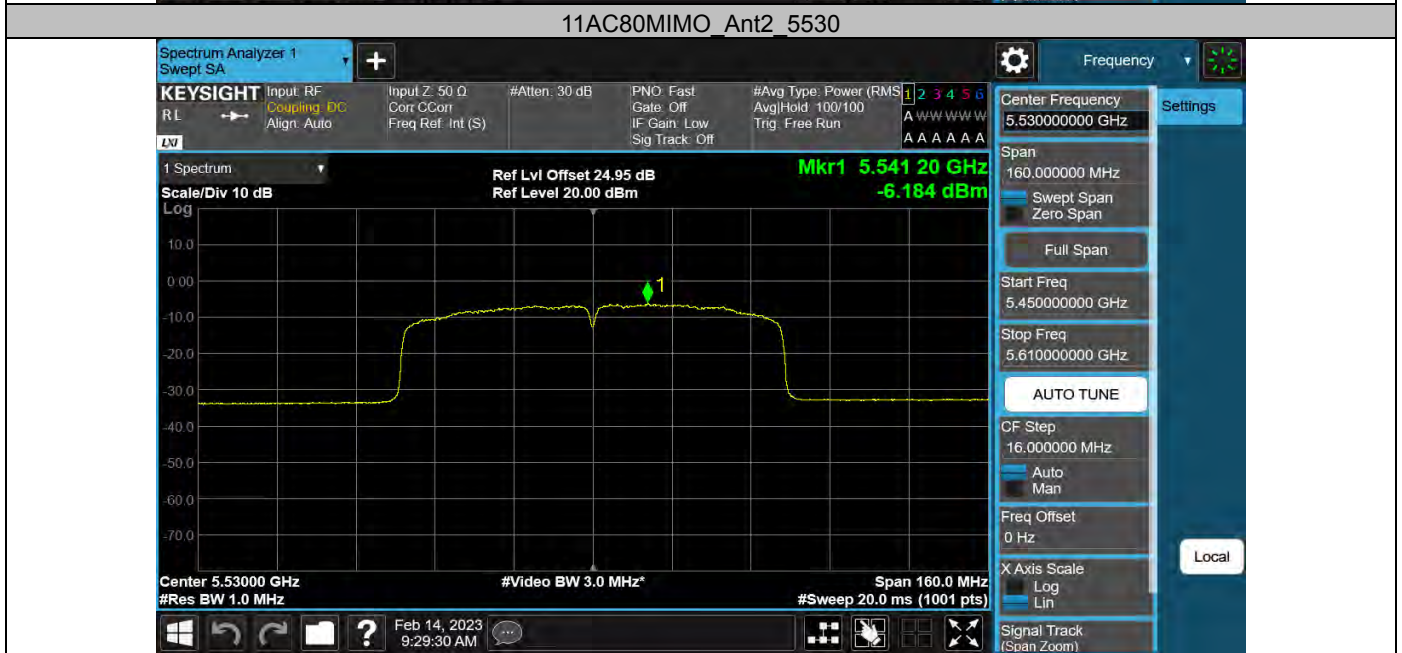 11AC80MIMO_Ant2_5530
Spectrum Analyzer 1
Swept SA
Frequency
KEYSIGHT
RL
LXI
Input: RF
Coupling: DC
Align: Auto
Input Z: 50 Ω
Corr CCorr
Freq Ref: Int (S)
#Atten: 30 dB
PNO: Fast
Gate: Off
IF Gain: Low
Sig Track: Off
#Avg Type: Power (RMS
Avg|Hold: 100/100
Trig: Free Run
1 2 3 4 5 6
A W W W W W
A A A A A A
Center Frequency
5.530000000 GHz
Settings
1 Spectrum
Scale/Div 10 dB
Log
Ref Lvl Offset 24.95 dB
Ref Level 20.00 dBm
Mkr1 5.541 20 GHz
-6.184 dBm
Span
160.000000 MHz
Swept Span
Zero Span
Full Span
Start Freq
5.450000000 GHz
Stop Freq
5.610000000 GHz
AUTO TUNE
CF Step
16.000000 MHz
Auto
Man
Freq Offset
0 Hz
X Axis Scale
Log
Lin
Signal Track
(Span Zoom)
Local
10.0
0.00
1
-10.0
-20.0
-30.0
-40.0
-50.0
-60.0
-70.0
Center 5.53000 GHz
#Res BW 1.0 MHz
#Video BW 3.0 MHz*
Span 160.0 MHz
#Sweep 20.0 ms (1001 pts)
?
Feb 14, 2023
9:29:30 AM